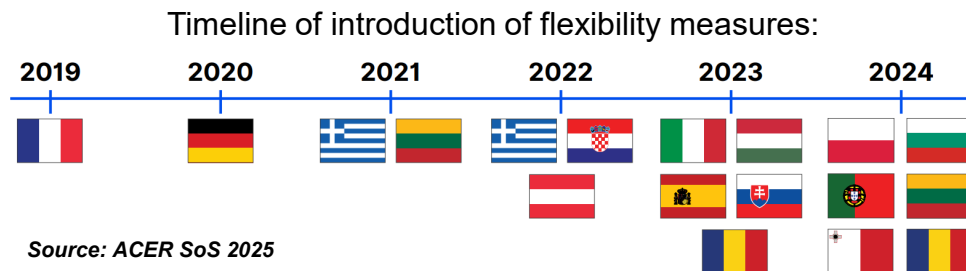 Timeline of introduction of flexibility measures:
2019 2020 2021 2022 2023 2024
Source: ACER SoS 2025